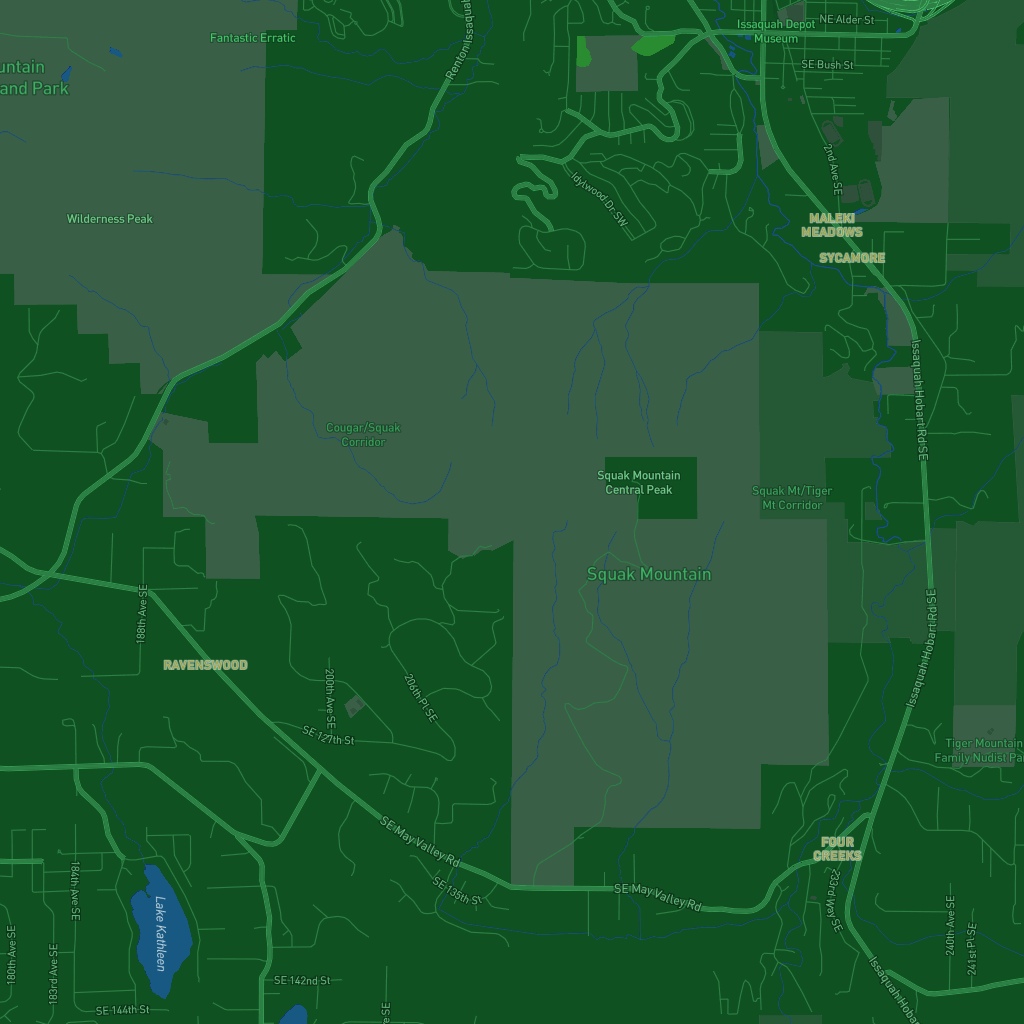 NE Alder St
Issaquah Depot
Museum
Fantastic Erratic
SE Bush St
Renton Issaquah
and Park
2nd Ave SE
Idylwood Dr SW
Wilderness Peak
MALEKI
MEADOWS
SYCAMORE
Issaquah Hobart Rd SE
Cougar/Squak
Corridor
Squak Mountain
Central Peak
Squak Mt/Tiger
Mt Corridor
Squak Mountain
188th Ave SE
Issaquah Hobart Rd SE
RAVENSWOOD
200th Ave SE
206th Pl SE
SE 127th St
Tiger Mountain
Family Nudist
SE May Valley Rd
FOUR
CREEKS
184th Ave SE
SE 135th St
SE May Valley Rd
233rd Way SE
Lake Kathleen
180th Ave SE
183rd Ave SE
240th Ave SE
241st Pl SE
SE 142nd St
Issaquah
SE 144th St
Ave SE